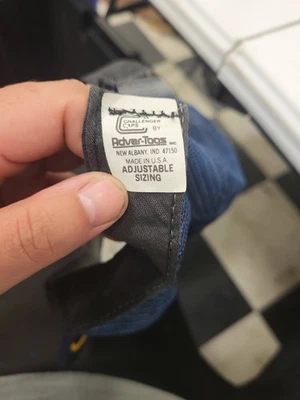 CHALLENGER
CAPS
BY
Adver-Togs INC.
NEW ALBANY, IND 47150
MADE IN U.S.A.
ADJUSTABLE
SIZING